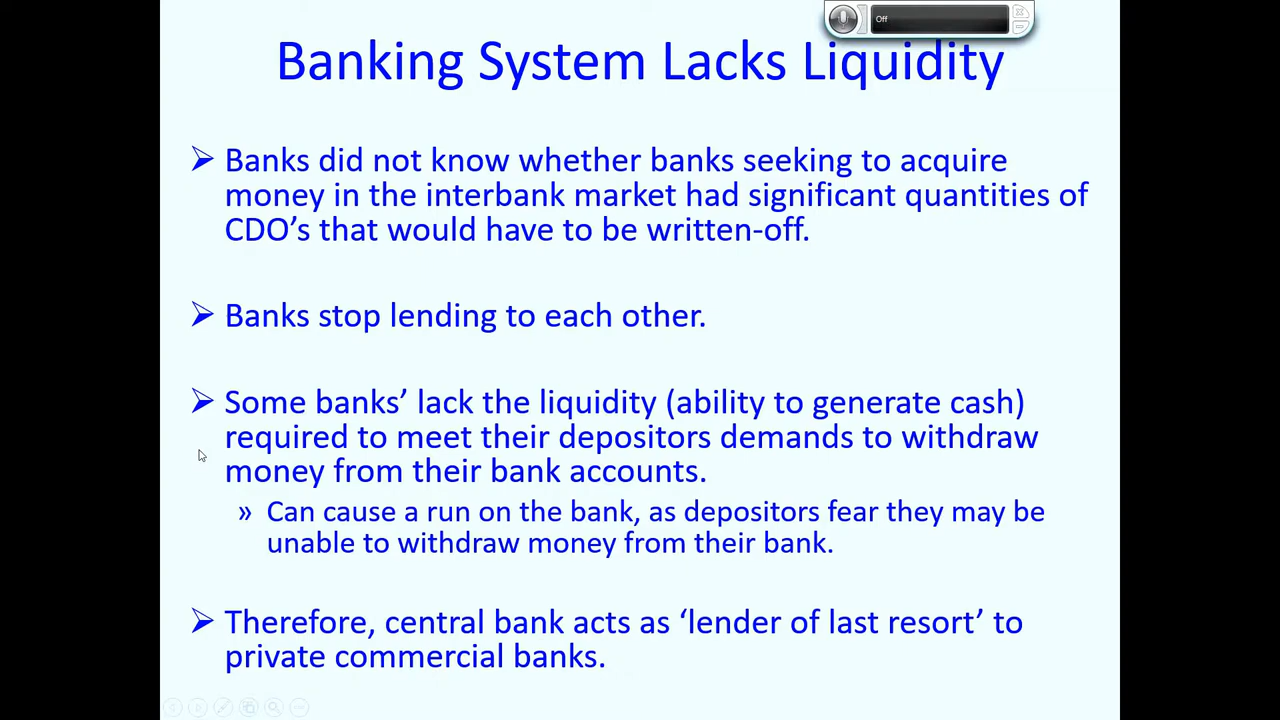 Off
Banking System Lacks Liquidity
➢ Banks did not know whether banks seeking to acquire
money in the interbank market had significant quantities of
CDO’s that would have to be written-off.
➢ Banks stop lending to each other.
➢ Some banks’ lack the liquidity (ability to generate cash)
required to meet their depositors demands to withdraw
money from their bank accounts.
» Can cause a run on the bank, as depositors fear they may be
unable to withdraw money from their bank.
➢ Therefore, central bank acts as ‘lender of last resort’ to
private commercial banks.